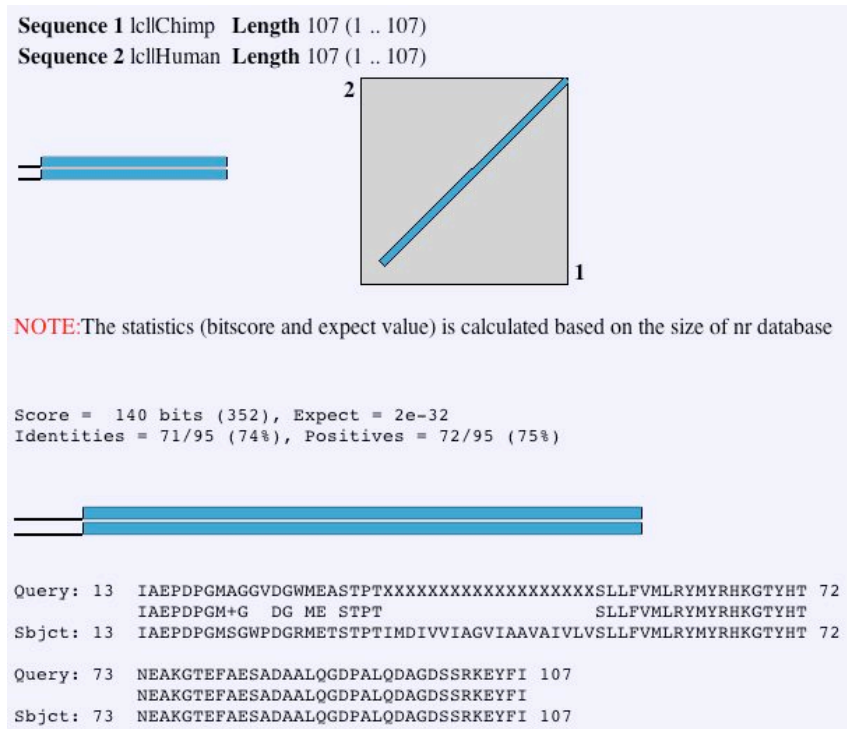 Sequence 1 lcl|Chimp Length 107 (1 .. 107)
Sequence 2 lcl|Human Length 107 (1 .. 107)
2
1
NOTE:The statistics (bitscore and expect value) is calculated based on the size of nr database
Score =  140 bits (352), Expect = 2e-32
Identities = 71/95 (74%), Positives = 72/95 (75%)
Query: 13  IAEPDPGMAGGVDGWMEASTPTXXXXXXXXXXXXXXXXXXXSLLFVMLRYMYRHKGTYHT 72
           IAEPDPGM+G  DG ME STPT                   SLLFVMLRYMYRHKGTYHT
Sbjct: 13  IAEPDPGMSGWPDGRMETSTPTIMDIVVIAGVIAAVAIVLVSLLFVMLRYMYRHKGTYHT 72
Query: 73  NEAKGTEFAESADAALQGDPALQDAGDSSRKEYFI 107
           NEAKGTEFAESADAALQGDPALQDAGDSSRKEYFI
Sbjct: 73  NEAKGTEFAESADAALQGDPALQDAGDSSRKEYFI 107